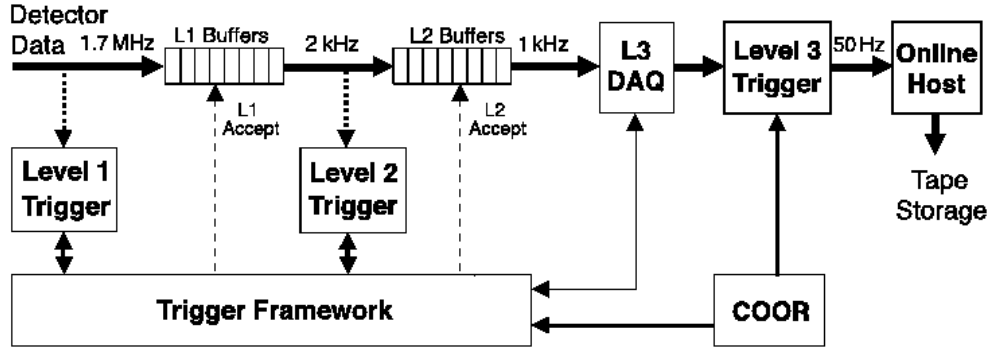 Detector
Data
1.7 MHz
L1 Buffers
2 kHz
L2 Buffers
1 kHz
L3
DAQ
Level 3
Trigger
50 Hz
Online
Host
L1
Accept
L2
Accept
Level 1
Trigger
Level 2
Trigger
Tape
Storage
Trigger Framework
COOR